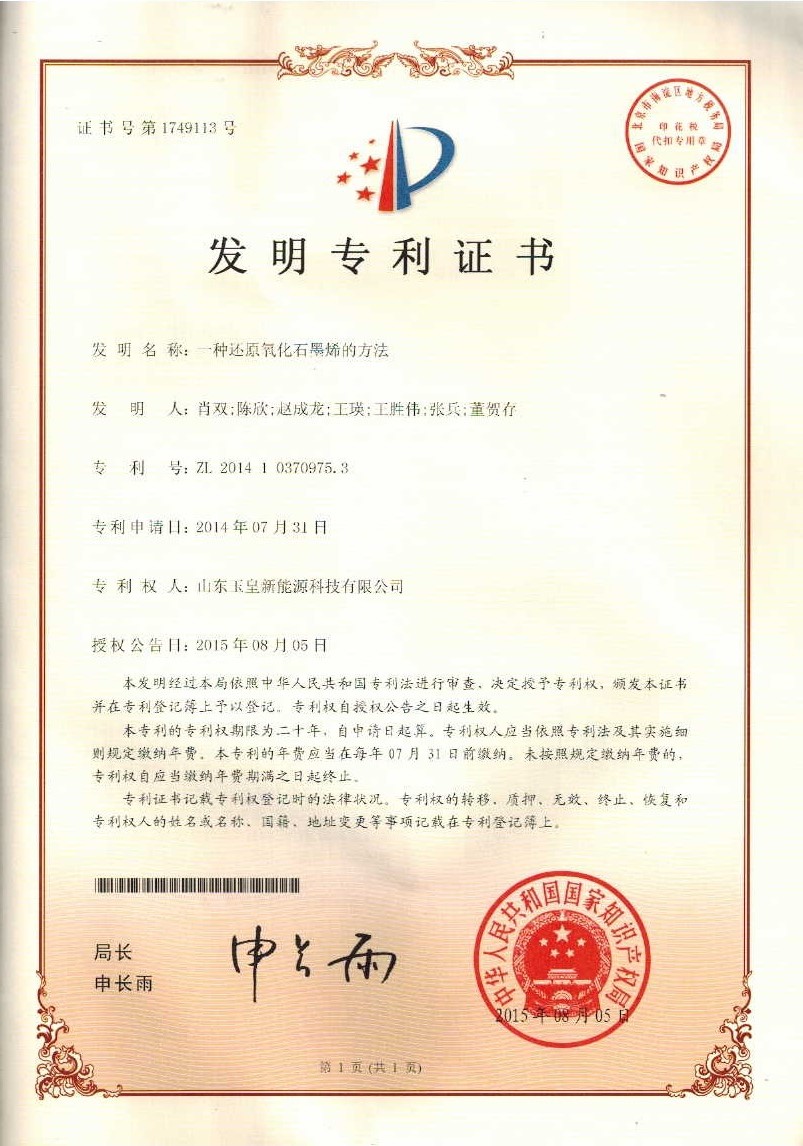 证书号第1749113号
北京市海淀区地方税务局
印花税
代扣专用章
国家知识产权局
发明专利证书
发明名称：一种还原氧化石墨烯的方法
发明人：肖双;陈欣;赵成龙;王瑛;王胜伟;张兵;董贺存
专利号：ZL 2014 1 0370975.3
专利申请日：2014年07月31日
专利权人：山东玉皇新能源科技有限公司
授权公告日：2015年08月05日
本发明经过本局依照中华人民共和国专利法进行审查，决定授予专利权，颁发本证书
并在专利登记簿上予以登记。专利权自授权公告之日起生效。
本专利的专利权期限为二十年，自申请日起算。专利权人应当依照专利法及其实施细
则规定缴纳年费。本专利的年费应当在每年07月31日前缴纳。未按照规定缴纳年费的，
专利权自应当缴纳年费期满之日起终止。
专利证书记载专利权登记时的法律状况。专利权的转移、质押、无效、终止、恢复和
专利权人的姓名或名称、国籍、地址变更等事项记载在专利登记簿上。
局长
申长雨
申长雨
中华人民共和国国家知识产权局
2015年08月05日
第1页(共1页)